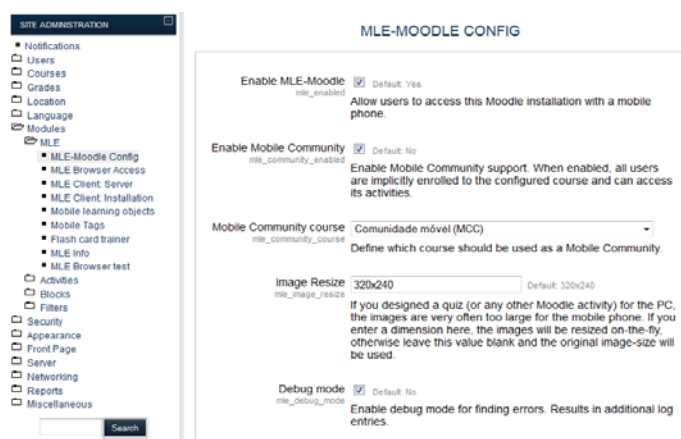 SITE ADMINISTRATION
Notifications
Users
Courses
Grades
Location
Language
Modules
MLE
MLE-Moodle Config
MLE Browser Access
MLE Client: Server
MLE Client: Installation
Mobile learning objects
Mobile Tags
Flash card trainer
MLE Info
MLE Browser test
Activities
Blocks
Filters
Security
Appearance
Front Page
Server
Networking
Reports
Miscellaneous
Search
MLE-MOODLE CONFIG
Enable MLE-Moodle Default: Yes
mle_enabled
Allow users to access this Moodle installation with a mobile
phone.
Enable Mobile Community Default: No
mle_community_enabled
Enable Mobile Community support. When enabled, all users
are implicitly enrolled to the configured course and can access
its activities.
Mobile Community course Comunidade móvel (MCC)
mle_community_course
Define which course should be used as a Mobile Community.
Image Resize 320x240 Default: 320x240
mle_image_resize
If you designed a quiz (or any other Moodle activity) for the PC,
the images are very often too large for the mobile phone. If you
enter a dimension here, the images will be resized on-the-fly,
otherwise leave this value blank and the original image-size will
be used.
Debug mode Default: No
mle_debug_mode
Enable debug mode for finding errors. Results in additional log
entries.